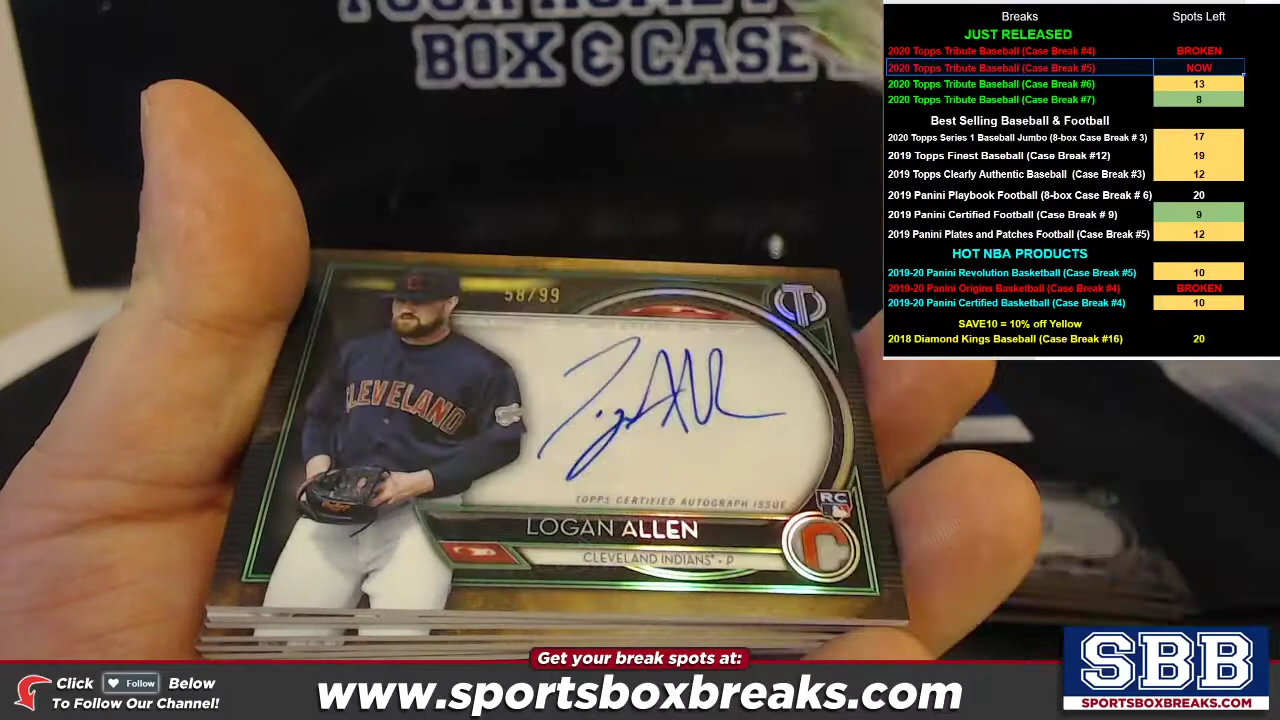 YOUR HOME
BOX & CASE
Breaks Spots Left
JUST RELEASED
2020 Topps Tribute Baseball (Case Break #4) BROKEN
2020 Topps Tribute Baseball (Case Break #5) NOW
2020 Topps Tribute Baseball (Case Break #6) 13
2020 Topps Tribute Baseball (Case Break #7) 8
Best Selling Baseball & Football
2020 Topps Series 1 Baseball Jumbo (8-box Case Break # 3) 17
2019 Topps Finest Baseball (Case Break #12) 19
2019 Topps Clearly Authentic Baseball (Case Break #3) 12
2019 Panini Playbook Football (8-box Case Break # 6) 20
2019 Panini Certified Football (Case Break # 9) 9
2019 Panini Plates and Patches Football (Case Break #5) 12
HOT NBA PRODUCTS
2019-20 Panini Revolution Basketball (Case Break #5) 10
2019-20 Panini Origins Basketball (Case Break #4) BROKEN
2019-20 Panini Certified Basketball (Case Break #4) 10
SAVE10 = 10% off Yellow
2018 Diamond Kings Baseball (Case Break #16) 20
58/99
CLEVELAND
TOPPS CERTIFIED AUTOGRAPH ISSUE
RC
LOGAN ALLEN
C
CLEVELAND INDIANS® - P
Get your break spots at:
Click Follow Below
To Follow Our Channel!
www.sportsboxbreaks.com
SBB
SPORTSBOXBREAKS.COM